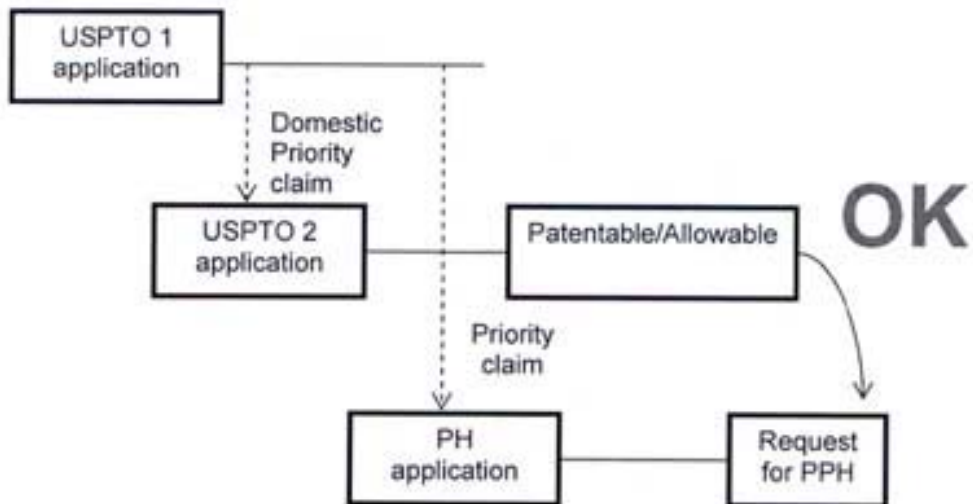 USPTO 1
application
Domestic
Priority
claim
USPTO 2
application
Patentable/Allowable
OK
Priority
claim
PH
application
Request
for PPH